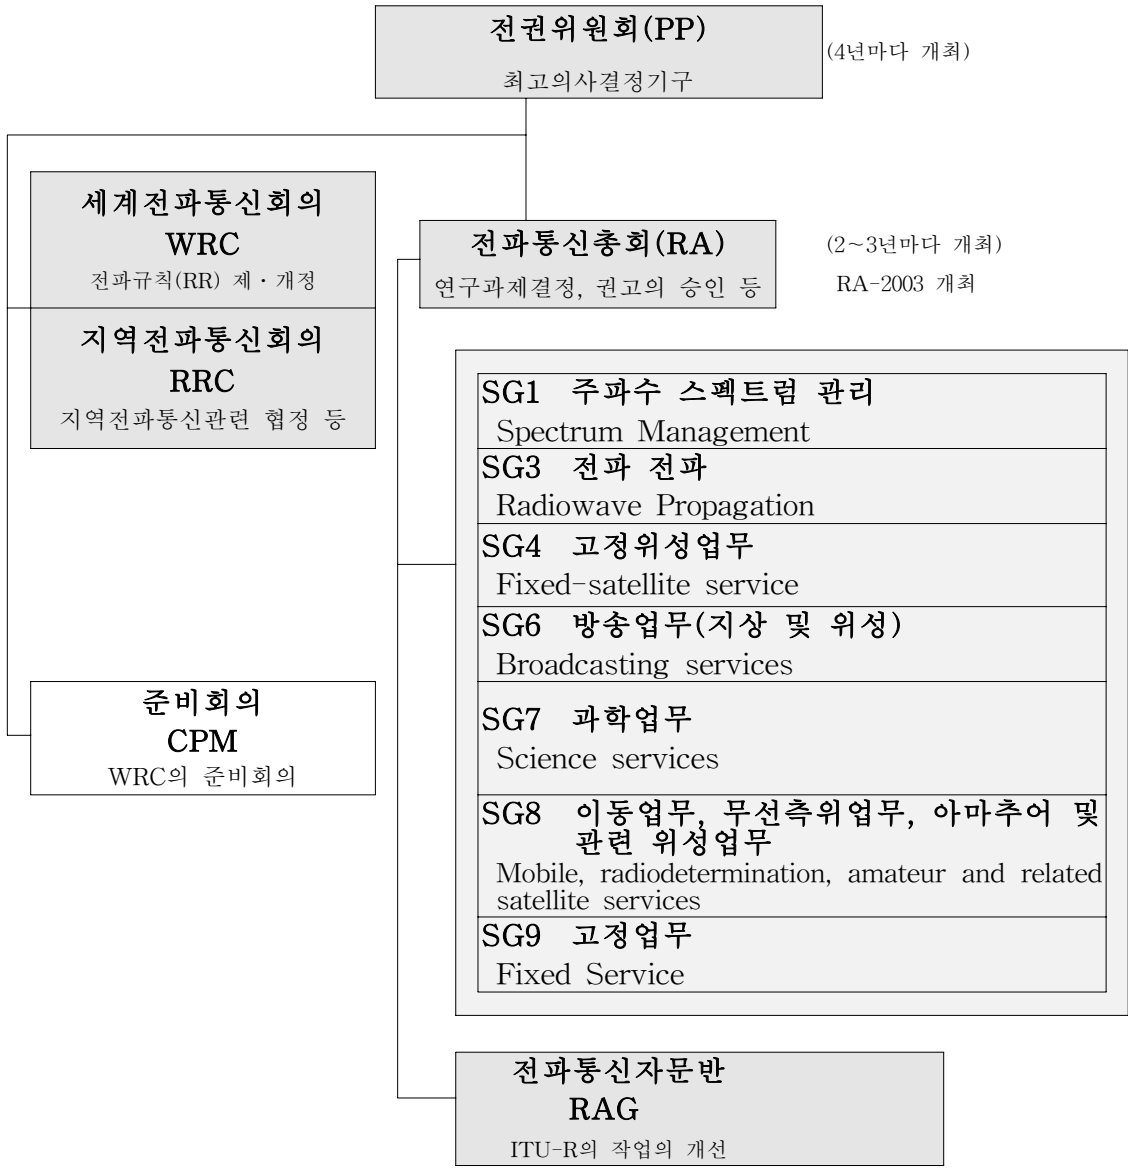 전권위원회(PP)
최고의사결정기구
(4년마다 개최)
세계전파통신회의
WRC
전파규칙(RR) 제·개정
지역전파통신회의
RRC
지역전파통신관련 협정 등
준비회의
CPM
WRC의 준비회의
전파통신총회(RA)
연구과제결정, 권고의 승인 등
(2~3년마다 개최)
RA-2003 개최
SG1 주파수 스펙트럼 관리
Spectrum Management
SG3 전파 전파
Radiowave Propagation
SG4 고정위성업무
Fixed-satellite service
SG6 방송업무(지상 및 위성)
Broadcasting services
SG7 과학업무
Science services
SG8 이동업무, 무선측위업무, 아마추어 및
관련 위성업무
Mobile, radiodetermination, amateur and related
satellite services
SG9 고정업무
Fixed Service
전파통신자문반
RAG
ITU-R의 작업의 개선